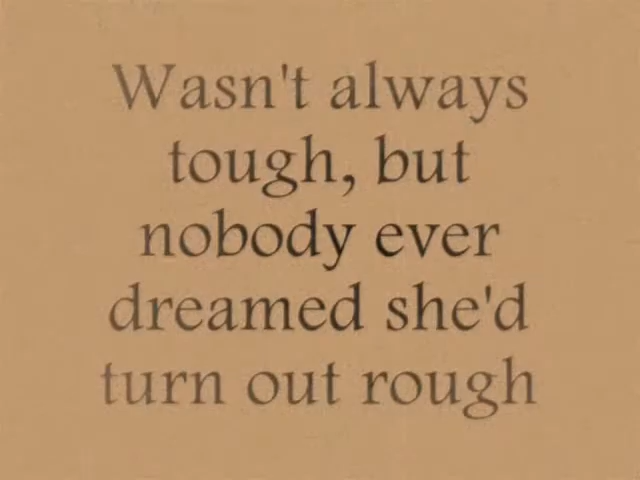 Wasn't always
tough, but
nobody ever
dreamed she'd
turn out rough